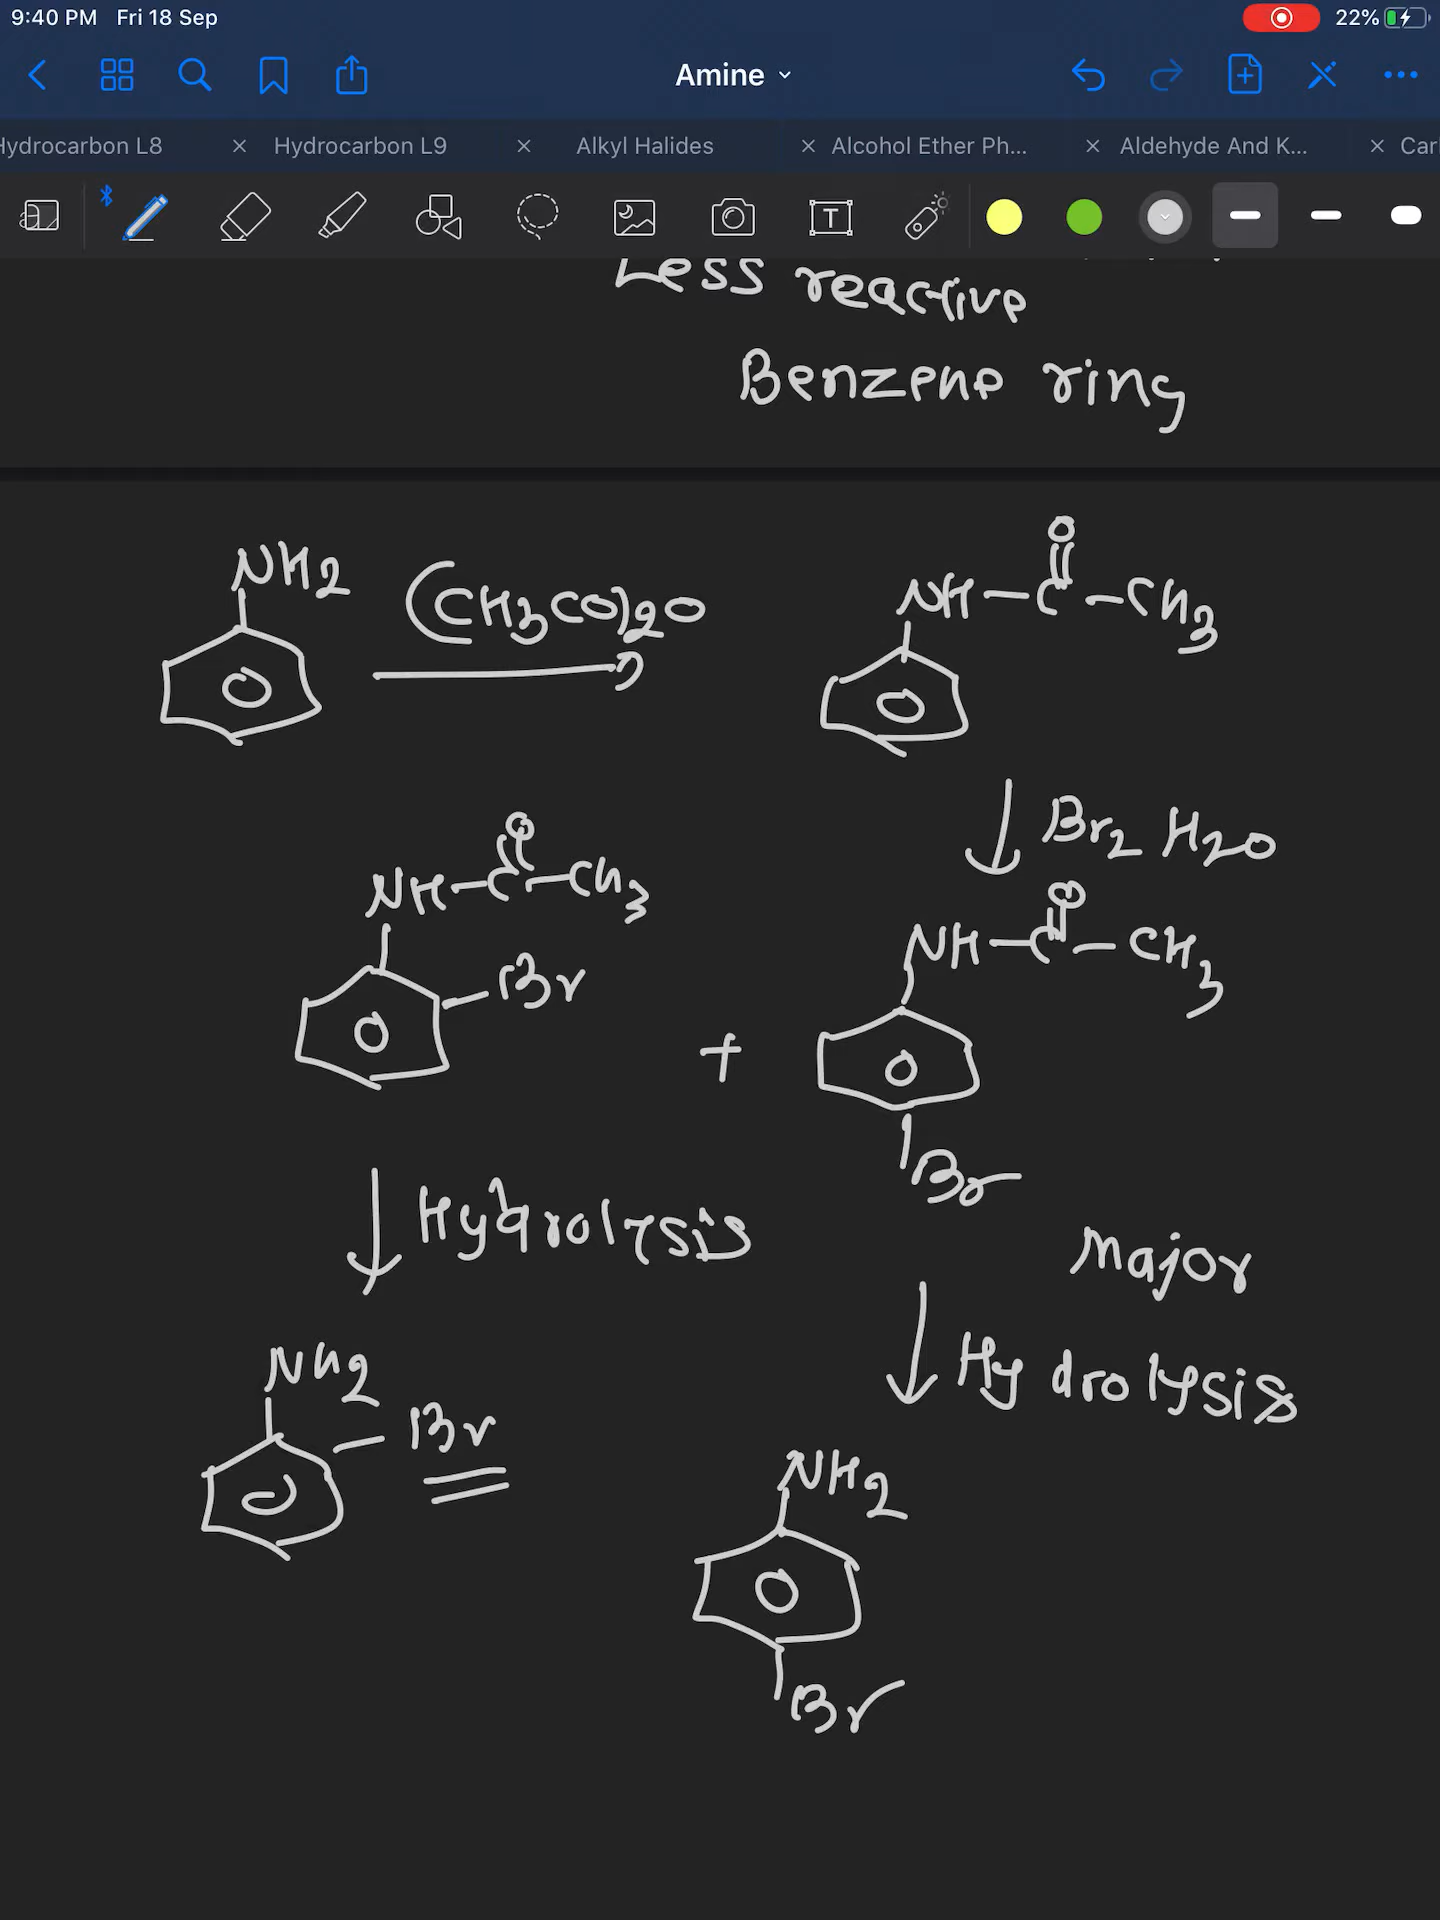 9:40 PM Fri 18 Sep 22%
Amine
Hydrocarbon L8 × Hydrocarbon L9 × Alkyl Halides × Alcohol Ether Ph... × Aldehyde And K... × Car
T
Less reactive
Benzene ring
NH2 (CH3CO)2O NH-C-CH3
O
Br2 H2O
O
NH-C-CH3
Br
+
O
NH-C-CH3
Br
Major
Hydrolysis
Hydrolysis
NH2
Br
NH2
Br